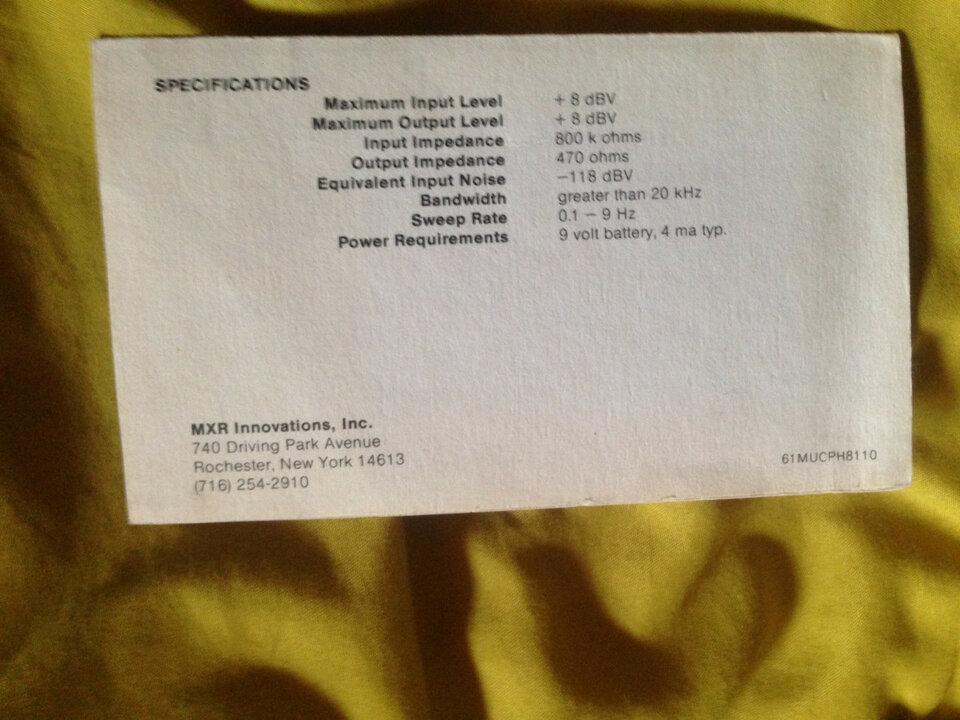 SPECIFICATIONS
Maximum Input Level + 8 dBV
Maximum Output Level + 8 dBV
Input Impedance 800 k ohms
Output Impedance 470 ohms
Equivalent Input Noise −118 dBV
Bandwidth greater than 20 kHz
Sweep Rate 0.1 – 9 Hz
Power Requirements 9 volt battery, 4 ma typ.
MXR Innovations, Inc.
740 Driving Park Avenue
Rochester, New York 14613
(716) 254-2910
61MUCPH8110